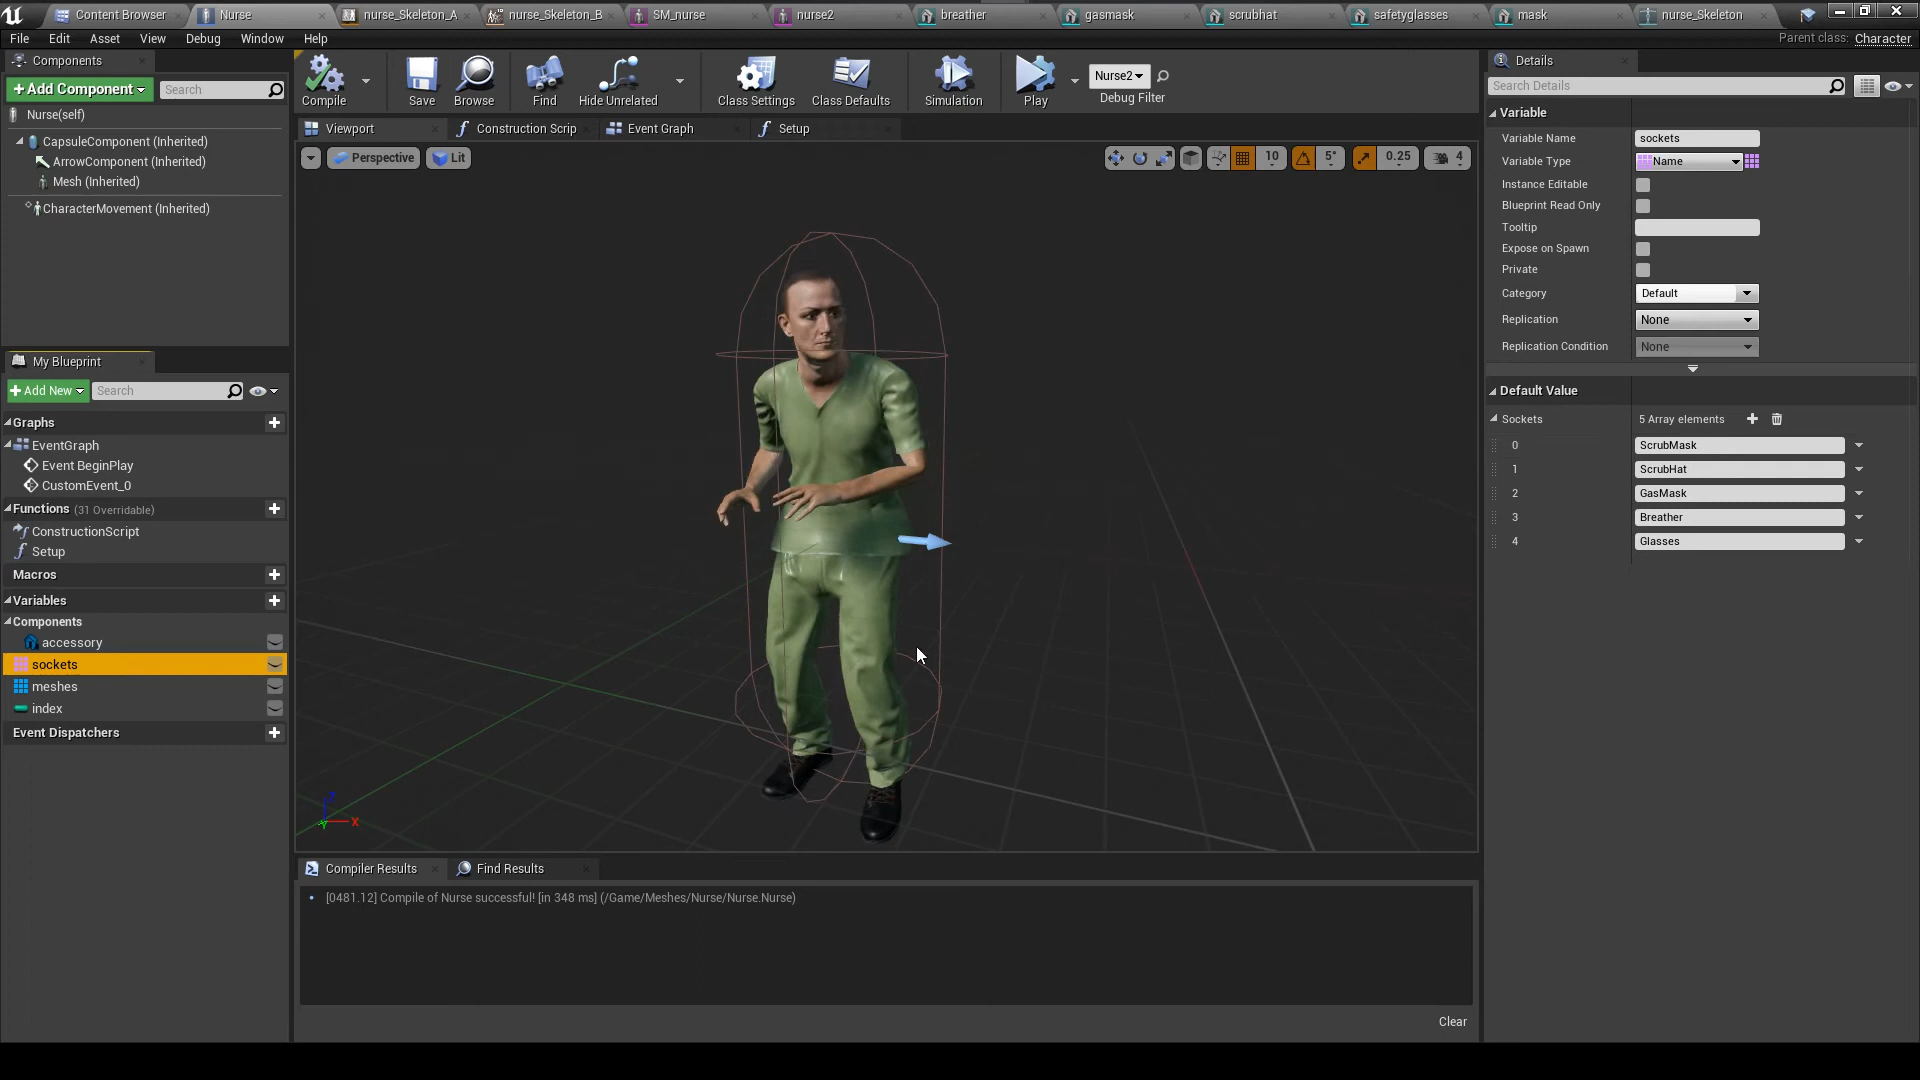 Content Browser
Nurse
nurse_Skeleton_A
nurse_Skeleton_B
SM_nurse
nurse2
breather
gasmask
scrubhat
safetyglasses
mask
nurse_Skeleton
File Edit Asset View Debug Window Help
Parent class: Character
Components
+Add Component
Search
Nurse(self)
CapsuleComponent (Inherited)
ArrowComponent (Inherited)
Mesh (Inherited)
CharacterMovement (Inherited)
My Blueprint
+Add New
Search
Graphs
EventGraph
Event BeginPlay
CustomEvent_0
Functions (31 Overridable)
ConstructionScript
Setup
Macros
Variables
Components
accessory
sockets
meshes
index
Event Dispatchers
Compile
Save
Browse
Find
Hide Unrelated
Class Settings
Class Defaults
Simulation
Play
Nurse2
Debug Filter
Viewport
Construction Scrip
Event Graph
Setup
Perspective
Lit
10
5°
0.25
4
Z
X
Compiler Results
Find Results
[0481.12] Compile of Nurse successful! [in 348 ms] (/Game/Meshes/Nurse/Nurse.Nurse)
Clear
Details
Search Details
Variable
Variable Name sockets
Variable Type Name
Instance Editable
Blueprint Read Only
Tooltip
Expose on Spawn
Private
Category Default
Replication None
Replication Condition None
Default Value
Sockets 5 Array elements
0 ScrubMask
1 ScrubHat
2 GasMask
3 Breather
4 Glasses